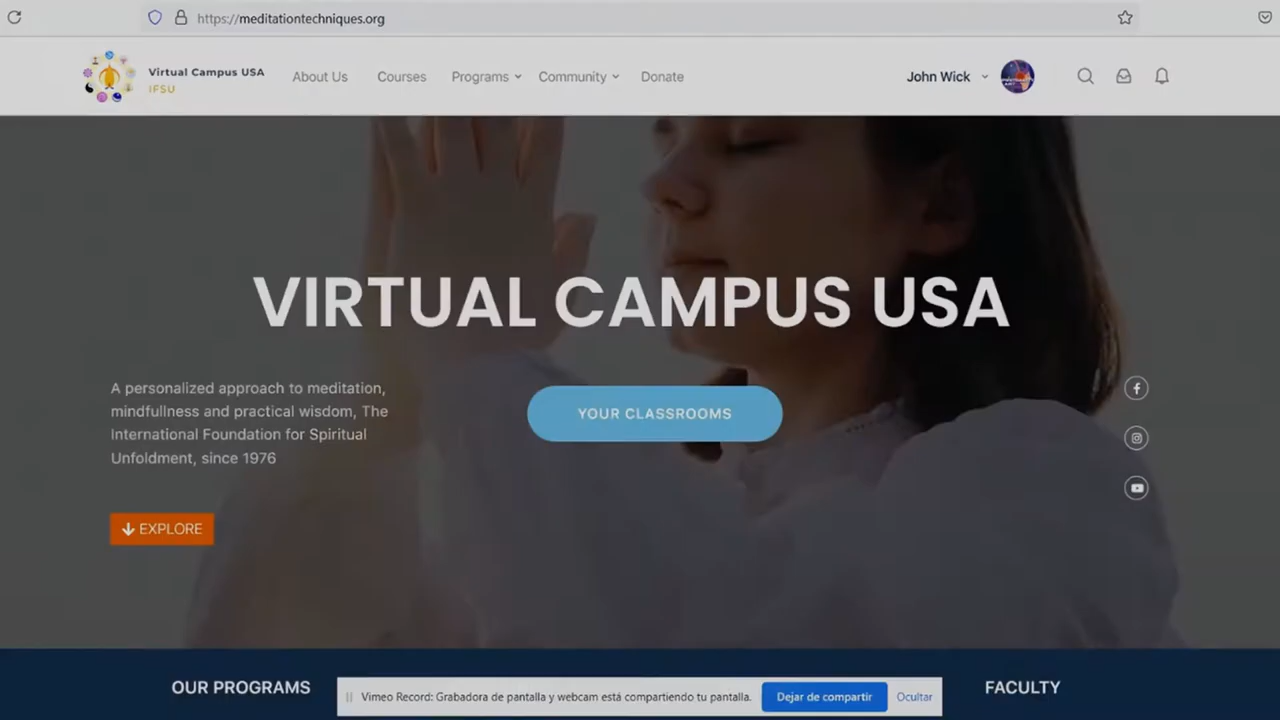 https://meditationtechniques.org
Virtual Campus USA
IFSU
About Us
Courses
Programs
Community
Donate
John Wick
VIRTUAL CAMPUS USA
A personalized approach to meditation,
mindfullness and practical wisdom, The
International Foundation for Spiritual
Unfoldment, since 1976
YOUR CLASSROOMS
EXPLORE
OUR PROGRAMS
FACULTY
Vimeo Record: Grabadora de pantalla y webcam está compartiendo tu pantalla.
Dejar de compartir
Ocultar